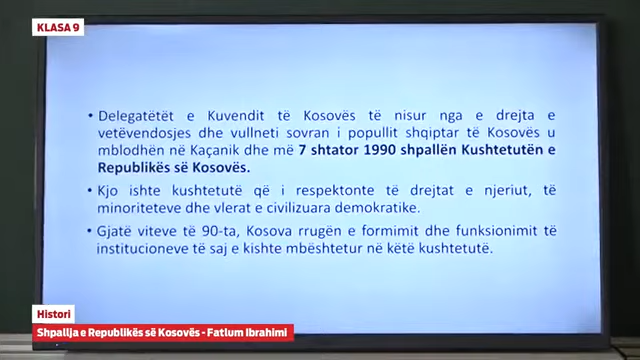 KLASA 9
• Delegatëtët e Kuvendit të Kosovës të nisur nga e drejta e
vetëvendosjes dhe vullneti sovran i popullit shqiptar të Kosovës u
mblodhën në Kaçanik dhe më 7 shtator 1990 shpallën Kushtetutën e
Republikës së Kosovës.
• Kjo ishte kushtetutë që i respektonte të drejtat e njeriut, të
minoriteteve dhe vlerat e civilizuara demokratike.
• Gjatë viteve të 90-ta, Kosova rrugën e formimit dhe funksionimit të
institucioneve të saj e kishte mbështetur në këtë kushtetutë.
Histori
Shpallja e Republikës së Kosovës - Fatlum Ibrahimi